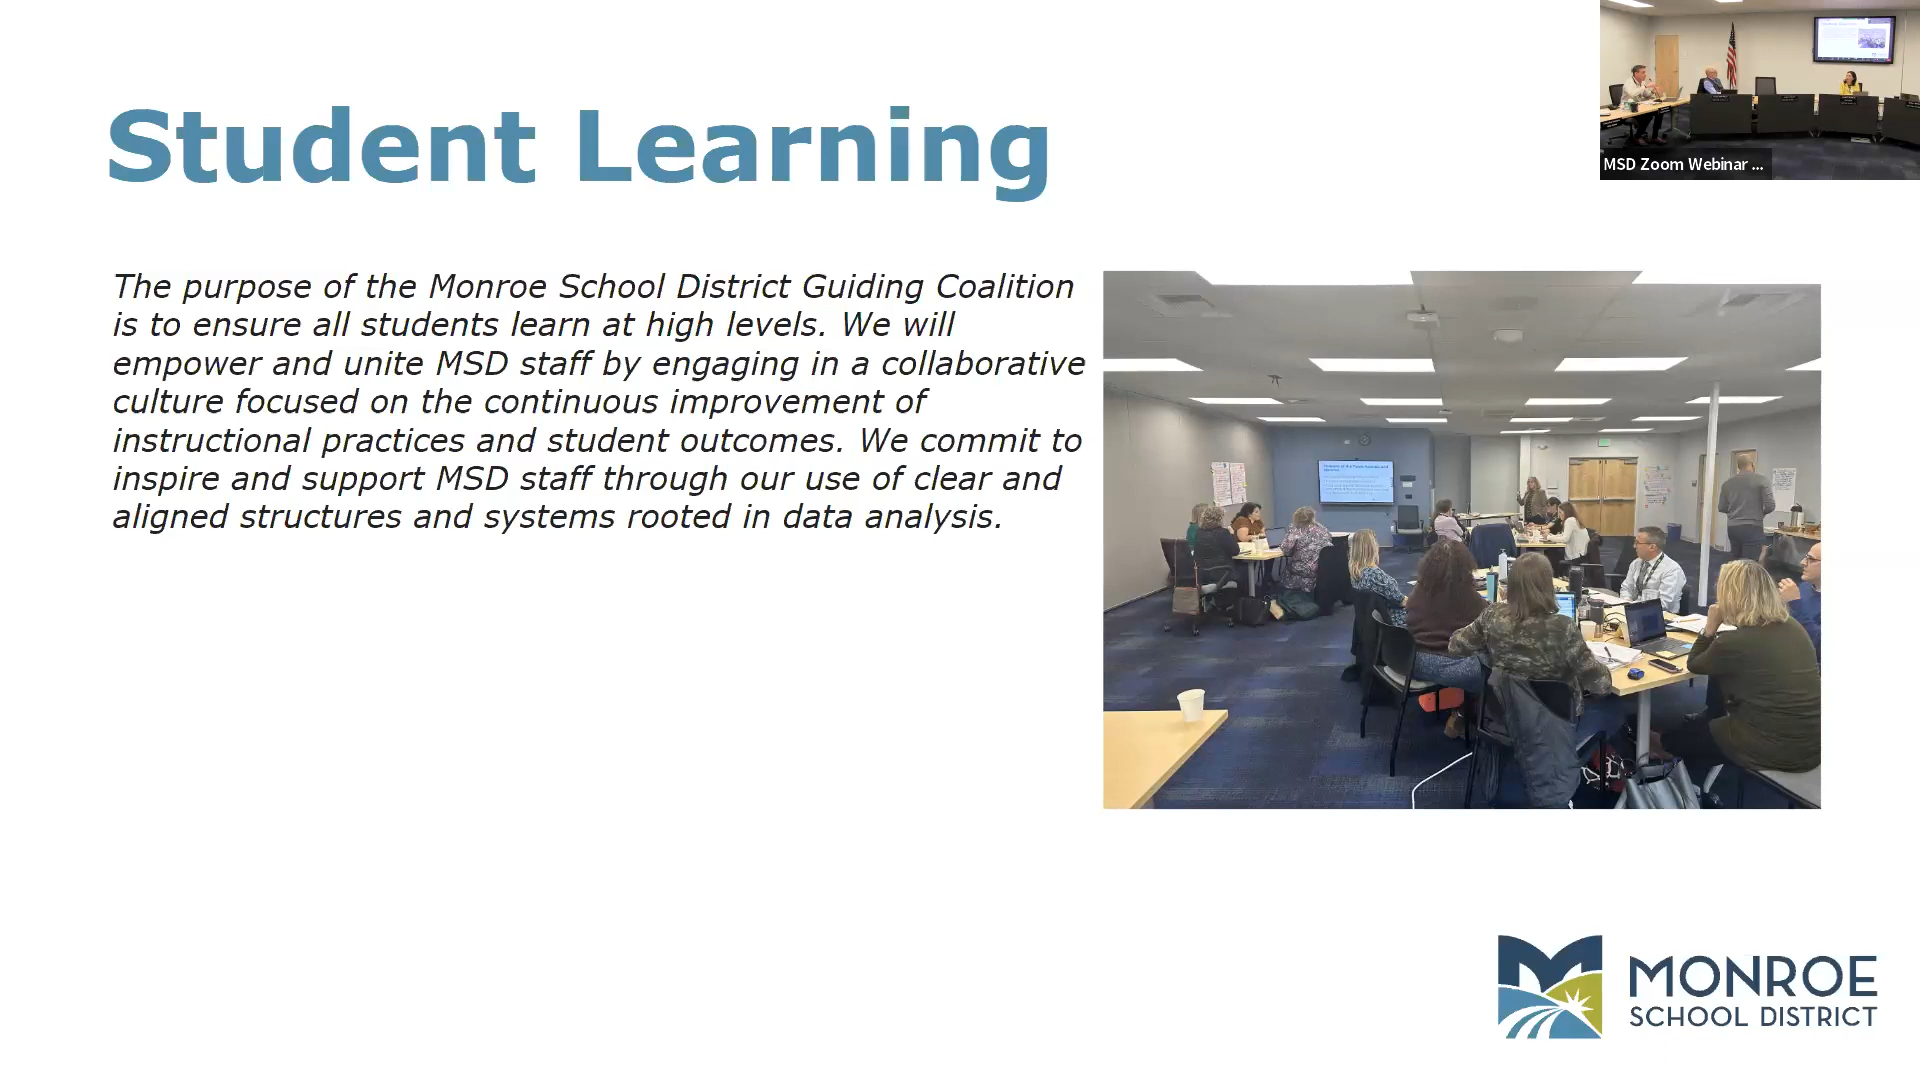 Student Learning
MSD Zoom Webinar ...
The purpose of the Monroe School District Guiding Coalition
is to ensure all students learn at high levels. We will
empower and unite MSD staff by engaging in a collaborative
culture focused on the continuous improvement of
instructional practices and student outcomes. We commit to
inspire and support MSD staff through our use of clear and
aligned structures and systems rooted in data analysis.
MONROE
SCHOOL DISTRICT